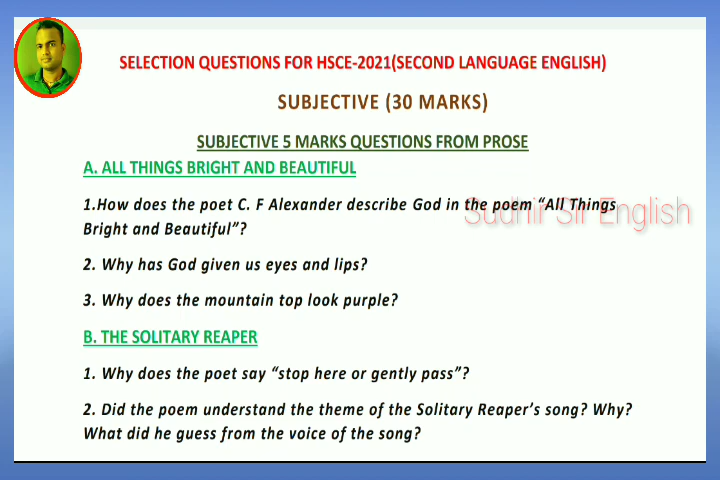 SELECTION QUESTIONS FOR HSCE-2021(SECOND LANGUAGE ENGLISH)
SUBJECTIVE (30 MARKS)
SUBJECTIVE 5 MARKS QUESTIONS FROM PROSE
A. ALL THINGS BRIGHT AND BEAUTIFUL
1.How does the poet C. F Alexander describe God in the poem “All Things
Bright and Beautiful”?
Sudhir Sir English
2. Why has God given us eyes and lips?
3. Why does the mountain top look purple?
B. THE SOLITARY REAPER
1. Why does the poet say “stop here or gently pass”?
2. Did the poem understand the theme of the Solitary Reaper’s song? Why?
What did he guess from the voice of the song?